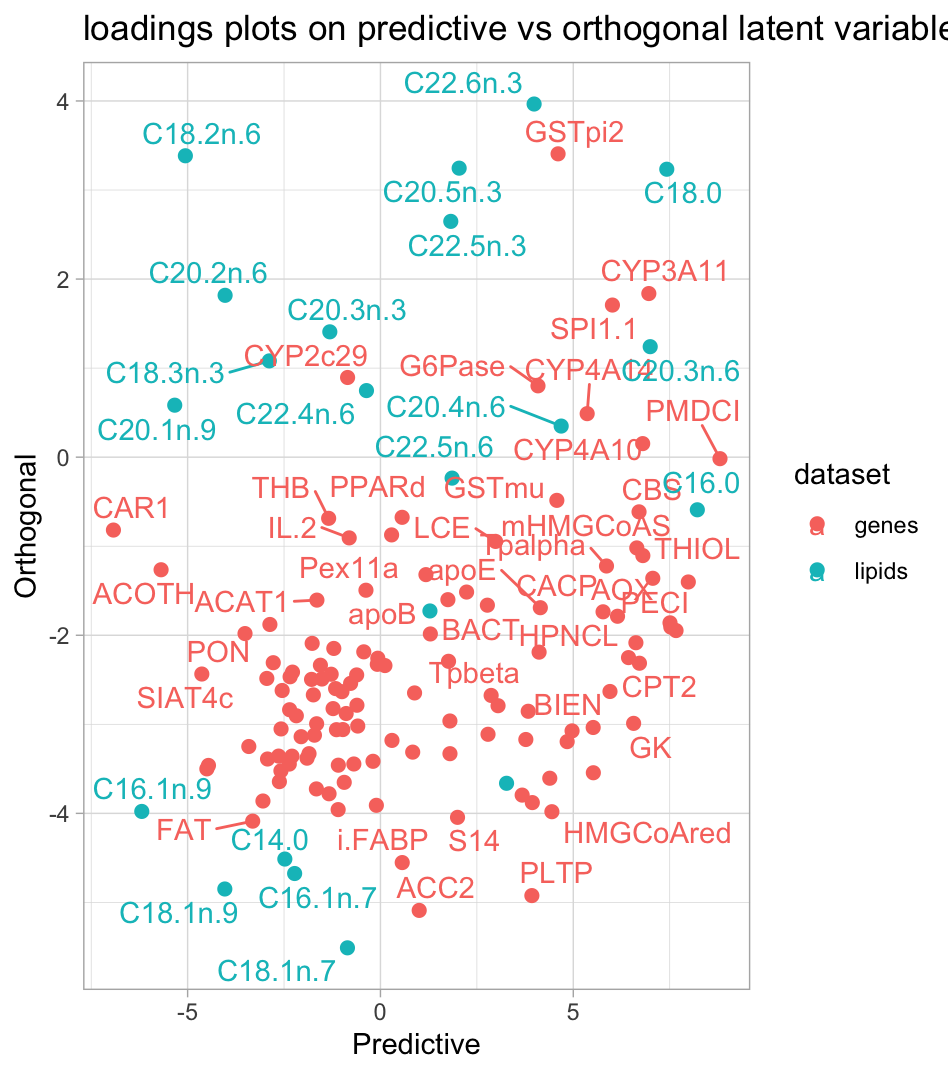 loadings plots on predictive vs orthogonal latent variable
C22.6n.3
4
GSTpi2
C18.2n.6
C20.5n.3
C18.0
C22.5n.3
C20.2n.6
CYP3A11
2
C20.3n.3
SPI1.1
CYP2c29
G6Pase
CYP4A14
C20.3n.6
C18.3n.3
C22.4n.6
C20.4n.6
PMDCI
C20.1n.9
C22.5n.6
CYP4A10
0
dataset
THB
PPARd
GSTmu
CBS
C16.0
CAR1
IL.2
LCE
mHMGCoAS
genes
Orthogonal
Tpalpha
THIOL
Pex11a
apoE
lipids
ACOTH
ACAT1
CACP
AOX
PECI
apoB
BACT
HPNCL
-2
PON
Tpbeta
SIAT4c
CPT2
BIEN
GK
C16.1n.9
-4
FAT
C14.0
i.FABP
S14
HMGCoAred
C16.1n.7
ACC2
PLTP
C18.1n.9
C18.1n.7
-5
0
5
Predictive